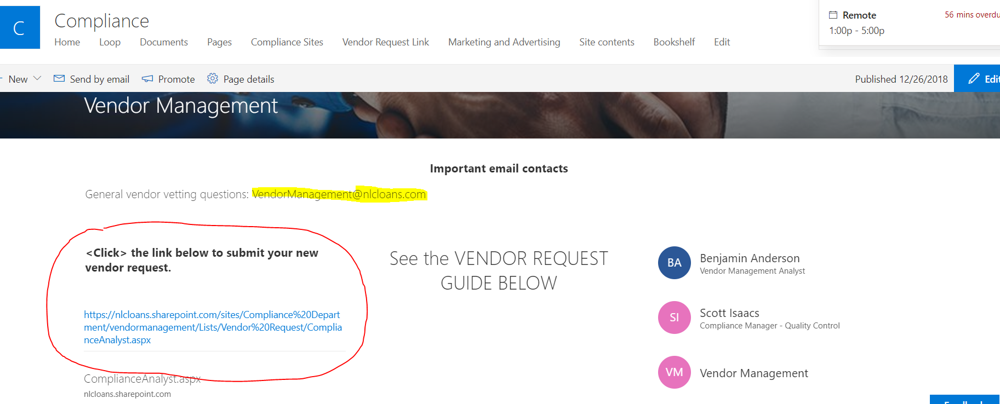 C
Compliance
Home Loop Documents Pages Compliance Sites Vendor Request Link Marketing and Advertising Site contents Bookshelf Edit
Remote 56 mins overdu
1:00p - 5:00p
New Send by email Promote Page details Published 12/26/2018 Edit
Vendor Management
Important email contacts
General vendor vetting questions: VendorManagement@nlcloans.com
<Click> the link below to submit your new
vendor request.
https://nlcloans.sharepoint.com/sites/Compliance%20Depart
ment/vendormanagement/Lists/Vendor%20Request/Complia
nceAnalyst.aspx
ComplianceAnalyst.aspx
nlcloans.sharepoint.com
See the VENDOR REQUEST
GUIDE BELOW
BA Benjamin Anderson
Vendor Management Analyst
SI Scott Isaacs
Compliance Manager - Quality Control
VM Vendor Management